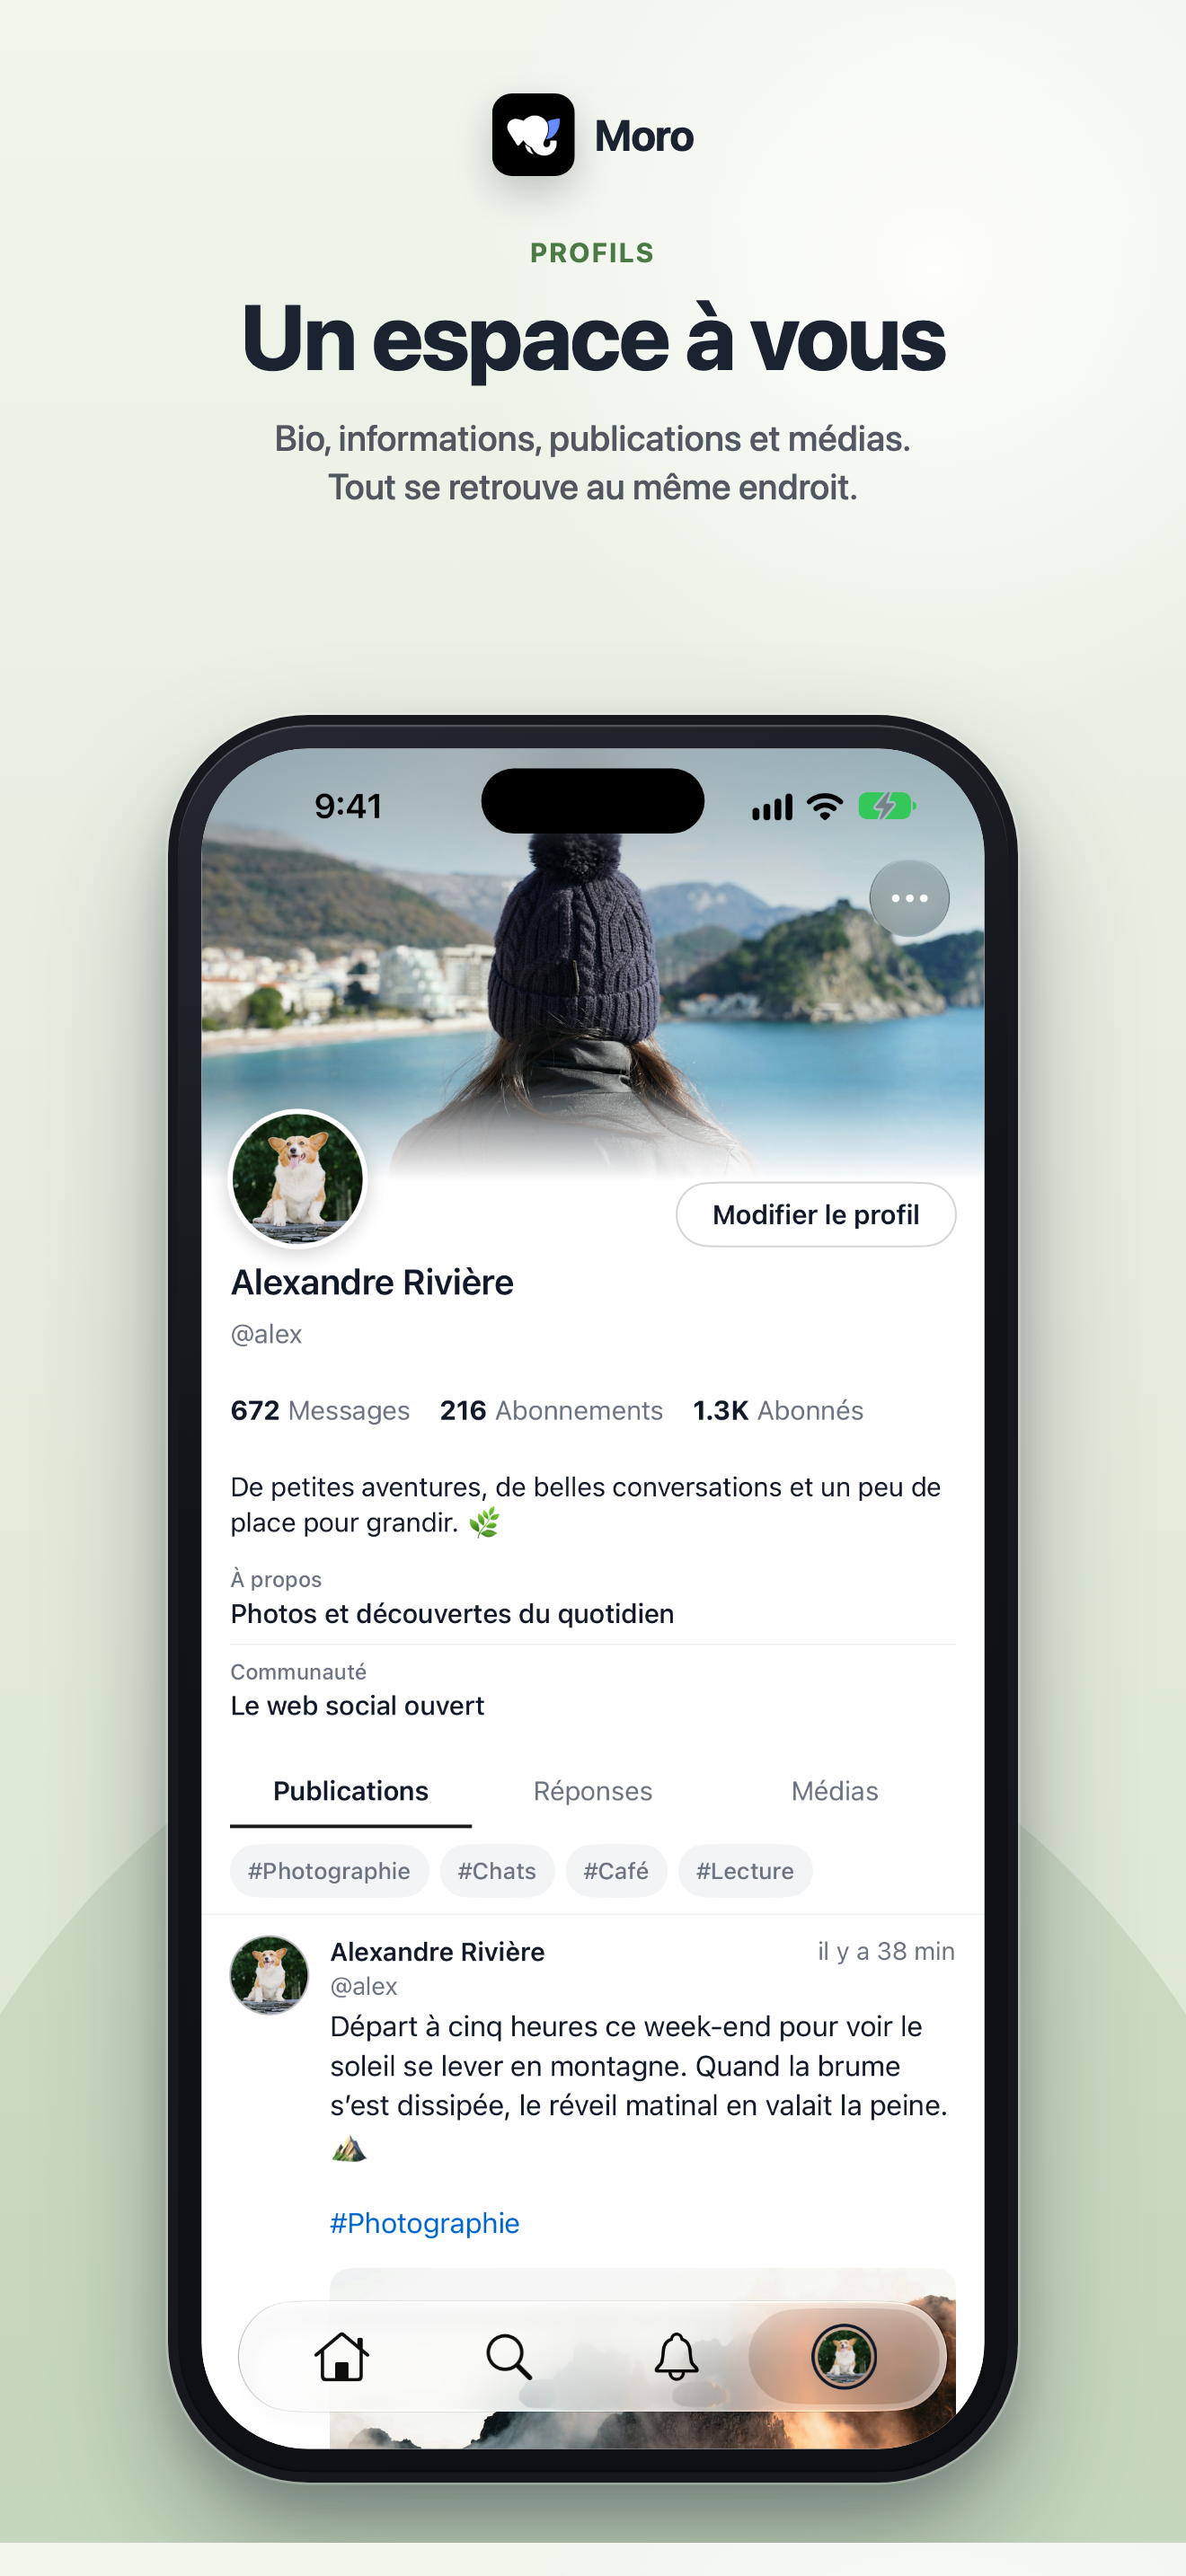 Moro
PROFILS
Un espace à vous
Bio, informations, publications et médias.
Tout se retrouve au même endroit.
9:41
Modifier le profil
Alexandre Rivière
@alex
672 Messages 216 Abonnements 1.3K Abonnés
De petites aventures, de belles conversations et un peu de
place pour grandir. 🌿
À propos
Photos et découvertes du quotidien
Communauté
Le web social ouvert
Publications Réponses Médias
#Photographie #Chats #Café #Lecture
Alexandre Rivière il y a 38 min
@alex
Départ à cinq heures ce week-end pour voir le
soleil se lever en montagne. Quand la brume
s’est dissipée, le réveil matinal en valait la peine.
⛰️
#Photographie